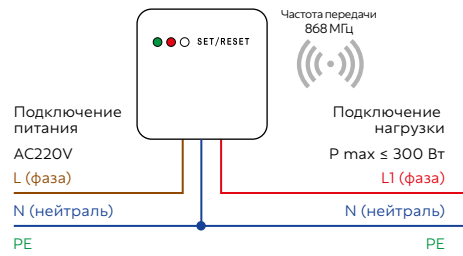 Частота передачи
868 МГц
SET/RESET
Подключение
питания
AC220V
L (фаза)
N (нейтраль)
PE
Подключение
нагрузки
P max ≤ 300 Вт
L1 (фаза)
N (нейтраль)
PE